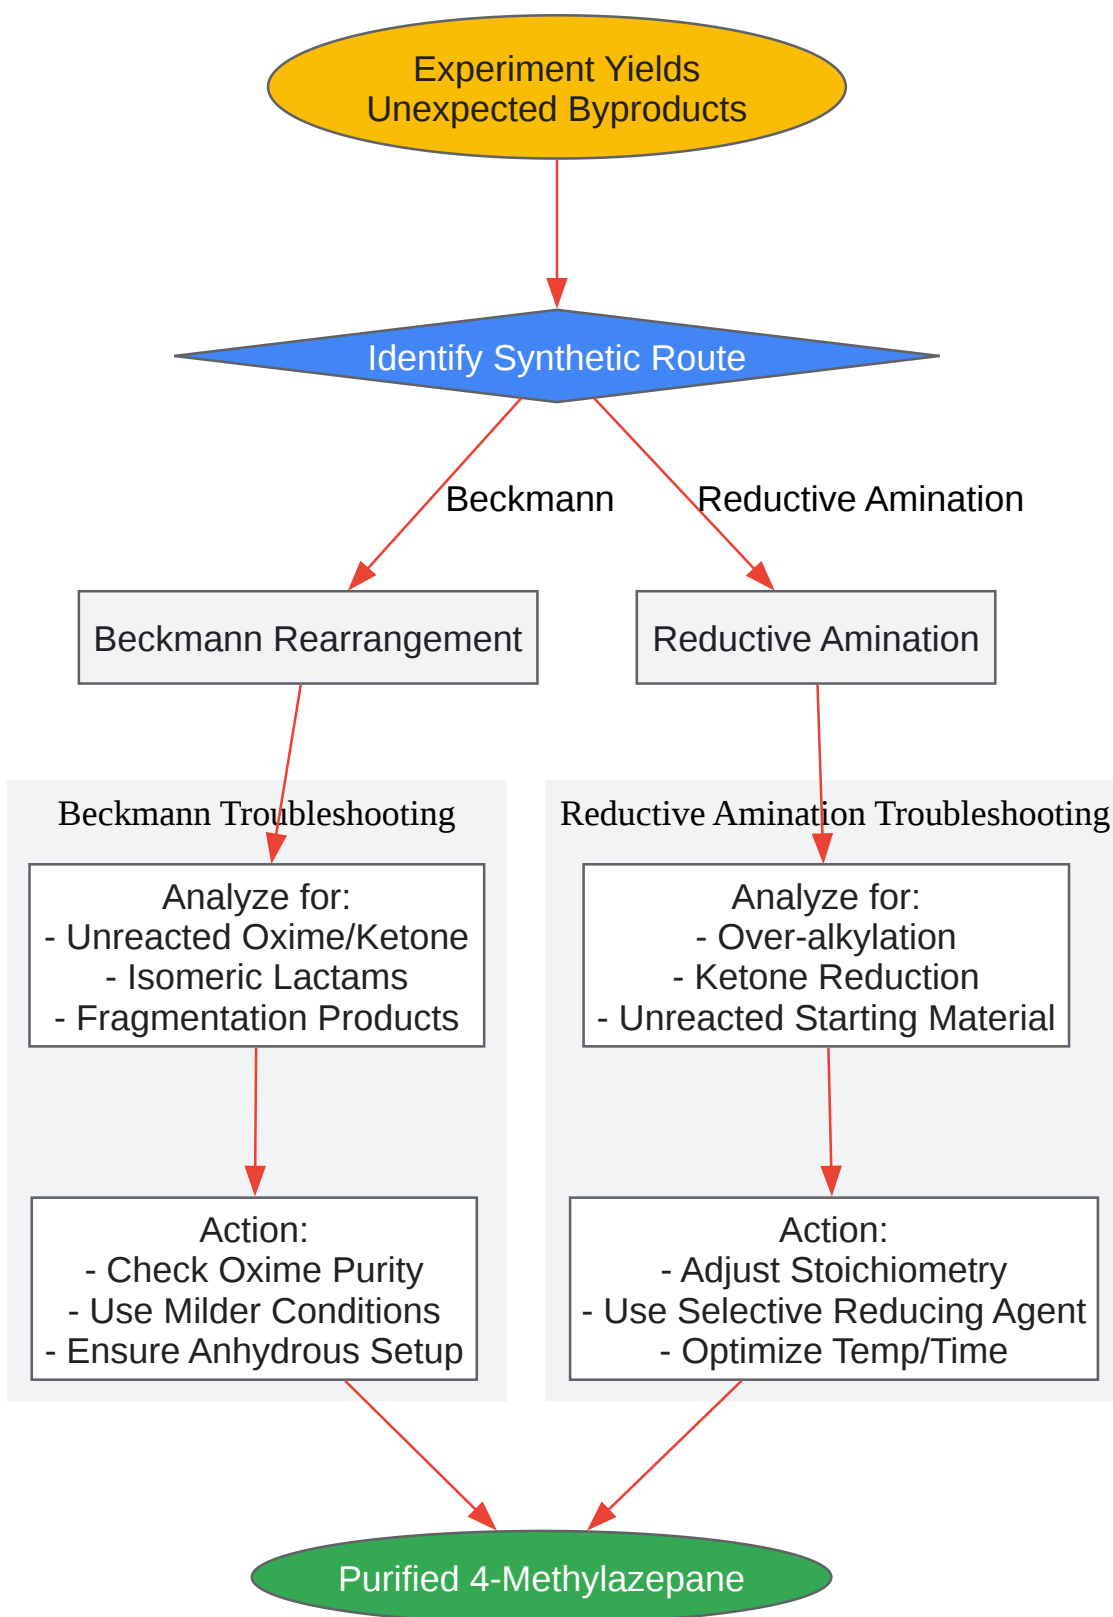 Experiment Yields
Unexpected Byproducts
Identify Synthetic Route
Beckmann
Reductive Amination
Beckmann Rearrangement
Reductive Amination
Beckmann Troubleshooting
Analyze for:
- Unreacted Oxime/Ketone
- Isomeric Lactams
- Fragmentation Products
Action:
- Check Oxime Purity
- Use Milder Conditions
- Ensure Anhydrous Setup
Reductive Amination Troubleshooting
Analyze for:
- Over-alkylation
- Ketone Reduction
- Unreacted Starting Material
Action:
- Adjust Stoichiometry
- Use Selective Reducing Agent
- Optimize Temp/Time
Purified 4-Methylazepane